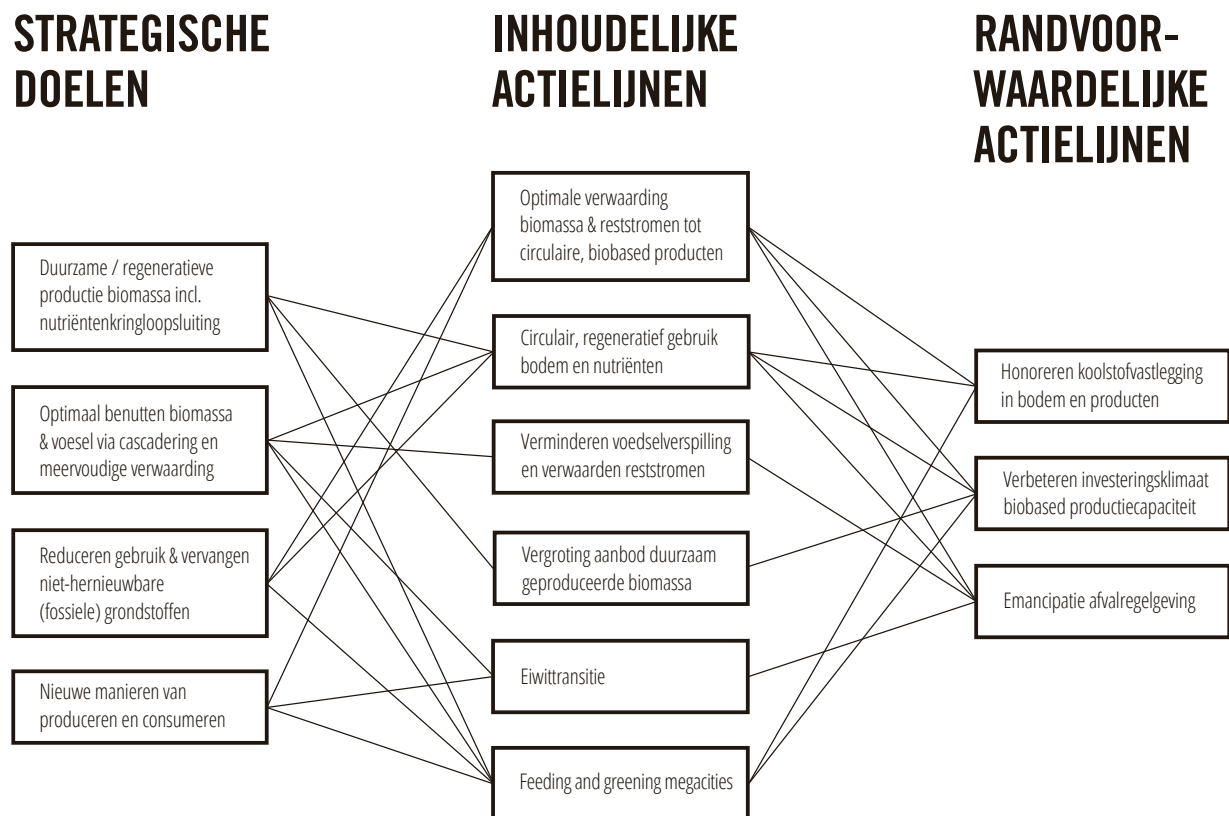 STRATEGISCHE
DOELEN
INHOUDELIJKE
ACTIELIJNEN
RANDVOOR-
WAARDELIJKE
ACTIELIJNEN
Duurzame / regeneratieve
productie biomassa incl.
nutriëntenkringloopsluiting
Optimaal benutten biomassa
& voesel via cascadering en
meervoudige verwaarding
Reduceren gebruik & vervangen
niet-hernieuwbare
(fossiele) grondstoffen
Nieuwe manieren van
produceren en consumeren
Optimale verwaarding
biomassa & reststromen tot
circulaire, biobased producten
Circulair, regeneratief gebruik
bodem en nutriënten
Verminderen voedselverspilling
en verwaarden reststromen
Vergroting aanbod duurzaam
geproduceerde biomassa
Eiwittransitie
Feeding and greening megacities
Honoreren koolstofvastlegging
in bodem en producten
Verbeteren investeringsklimaat
biobased productiecapaciteit
Emancipatie afvalregelgeving